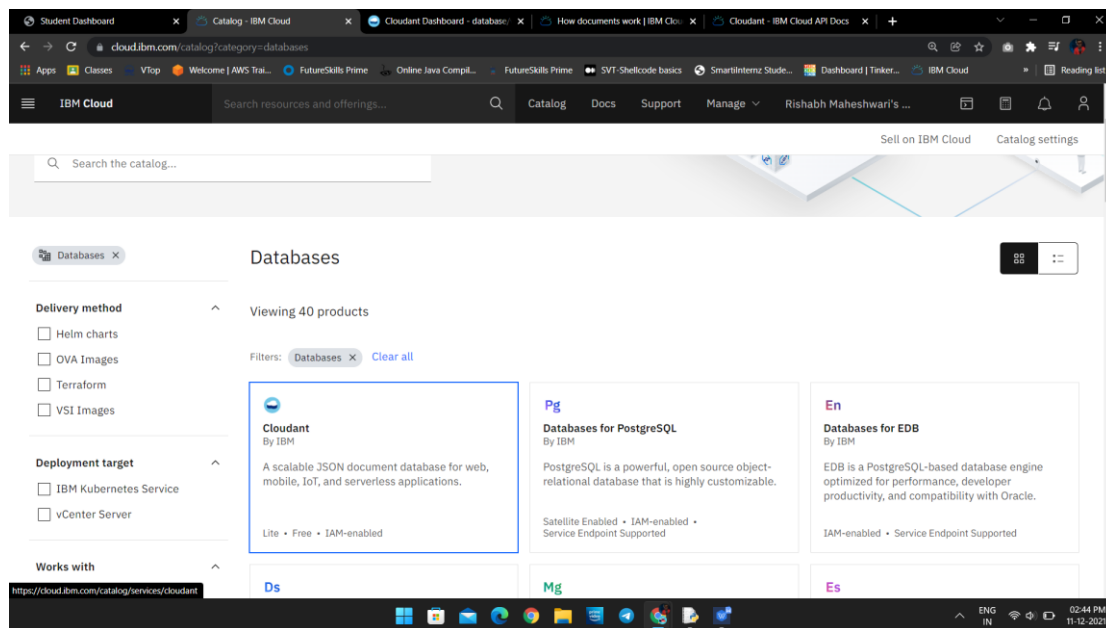 Student Dashboard
Catalog - IBM Cloud
Cloudant Dashboard - database/
How documents work | IBM Clou
Cloudant - IBM Cloud API Docs
cloud.ibm.com/catalog?category=databases
Apps
Classes
VTop
Welcome | AWS Trai...
FutureSkills Prime
Online Java Compil...
FutureSkills Prime
SVT-Shellcode basics
SmartiInternz Stude...
Dashboard | Tinker...
IBM Cloud
»
Reading list
IBM Cloud
Search resources and offerings...
Catalog
Docs
Support
Manage
Rishabh Maheshwari's ...
Sell on IBM Cloud
Catalog settings
Search the catalog...
Databases
Databases
Delivery method
Helm charts
OVA Images
Terraform
VSI Images
Viewing 40 products
Filters: Databases Clear all
Cloudant
By IBM
A scalable JSON document database for web,
mobile, IoT, and serverless applications.
Lite • Free • IAM-enabled
Pg
Databases for PostgreSQL
By IBM
PostgreSQL is a powerful, open source object-
relational database that is highly customizable.
Satellite Enabled • IAM-enabled •
Service Endpoint Supported
En
Databases for EDB
By IBM
EDB is a PostgreSQL-based database engine
optimized for performance, developer
productivity, and compatibility with Oracle.
IAM-enabled • Service Endpoint Supported
Deployment target
IBM Kubernetes Service
vCenter Server
Works with
Ds
Mg
Es
https://cloud.ibm.com/catalog/services/cloudant
ENG
IN
02:44 PM
11-12-2021